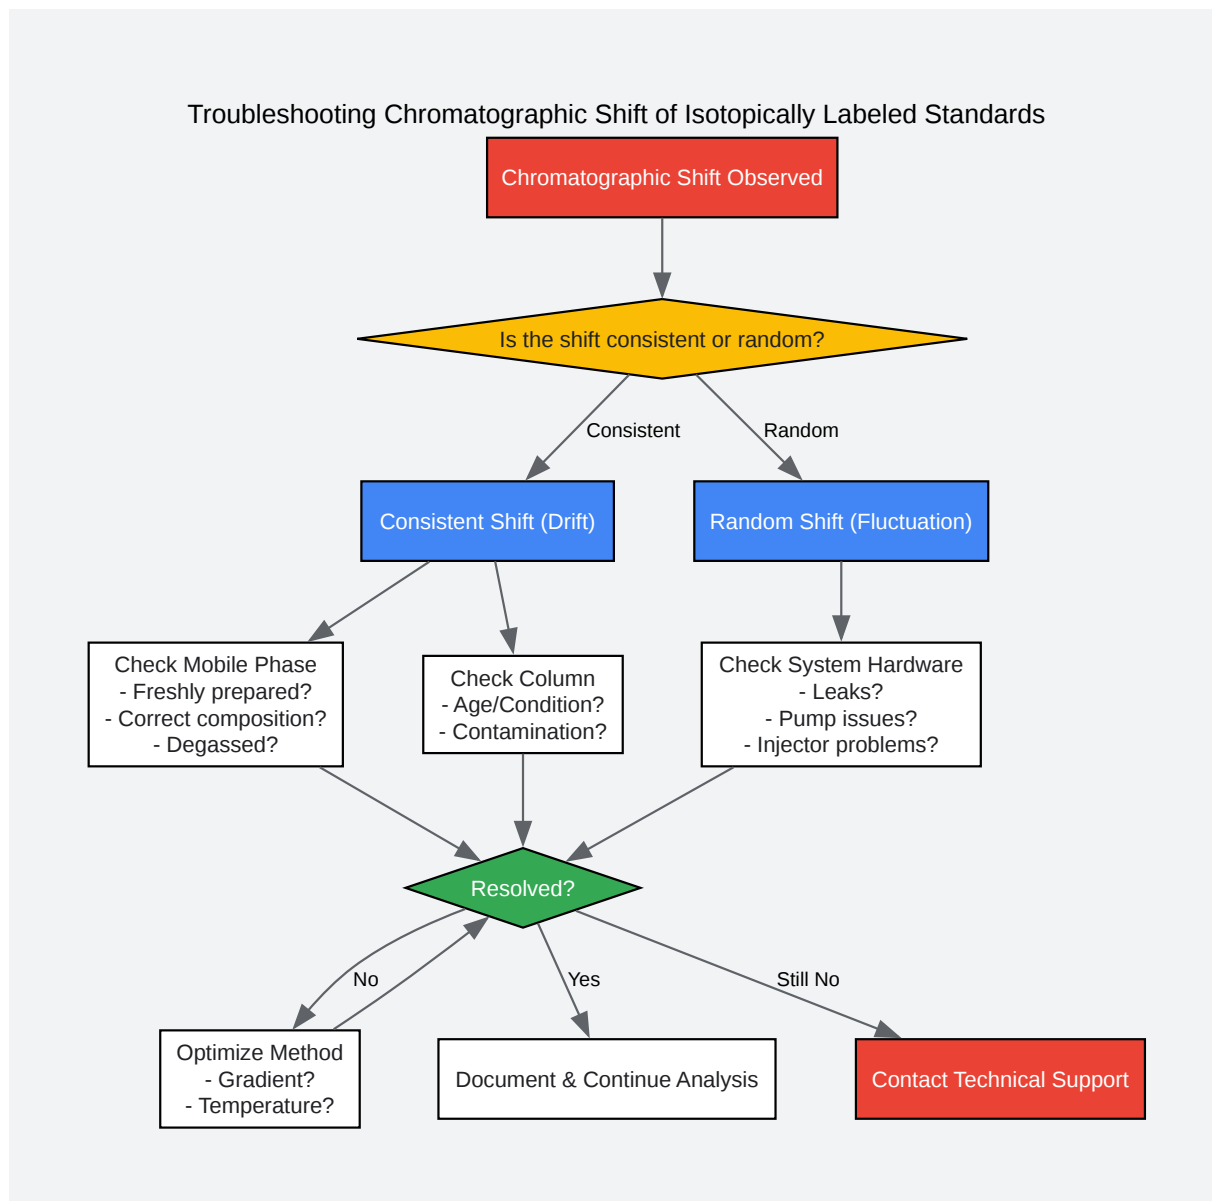 Troubleshooting Chromatographic Shift of Isotopically Labeled Standards
Chromatographic Shift Observed
Is the shift consistent or random?
Consistent
Random
Consistent Shift (Drift)
Random Shift (Fluctuation)
Check Mobile Phase
- Freshly prepared?
- Correct composition?
- Degassed?
Check Column
- Age/Condition?
- Contamination?
Check System Hardware
- Leaks?
- Pump issues?
- Injector problems?
Resolved?
No
Yes
Still No
Optimize Method
- Gradient?
- Temperature?
Document & Continue Analysis
Contact Technical Support